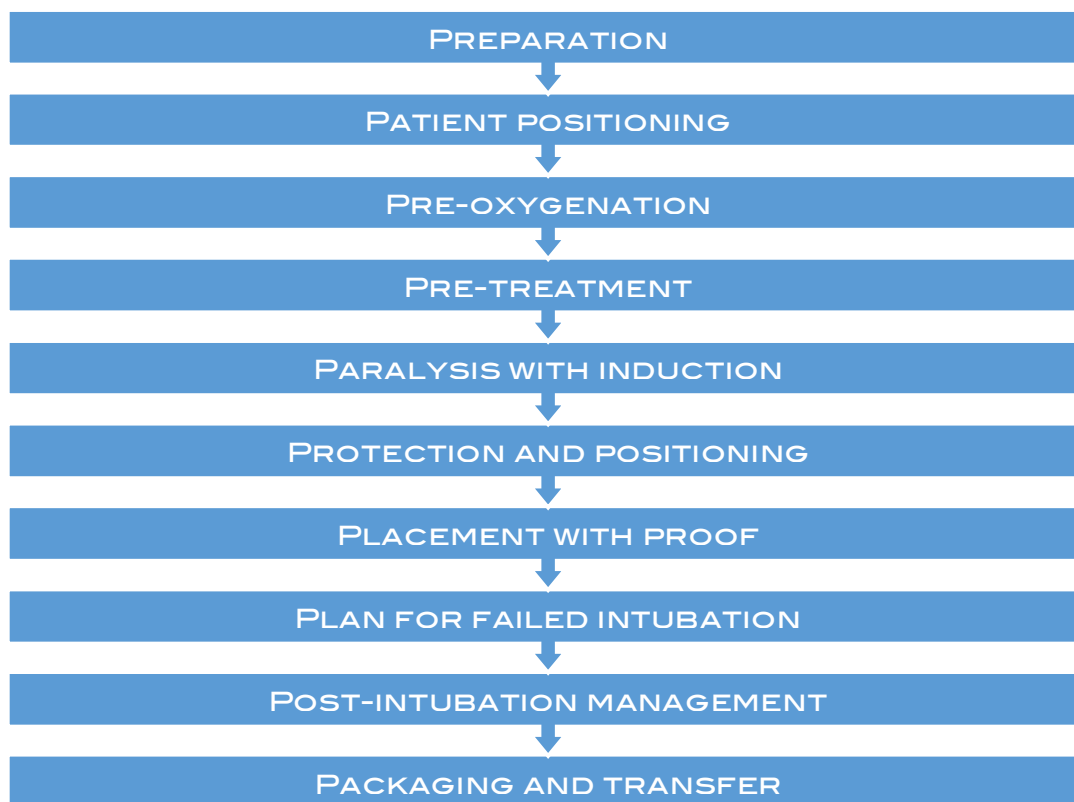 Preparation
Patient positioning
Pre-oxygenation
Pre-treatment
Paralysis with induction
Protection and positioning
Placement with proof
Plan for failed intubation
Post-intubation management
Packaging and transfer